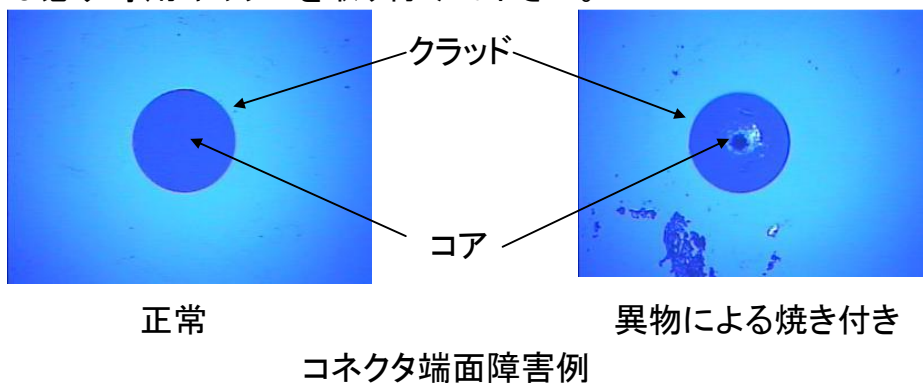 クラッド
コア
正常
異物による焼き付き
コネクタ端面障害例